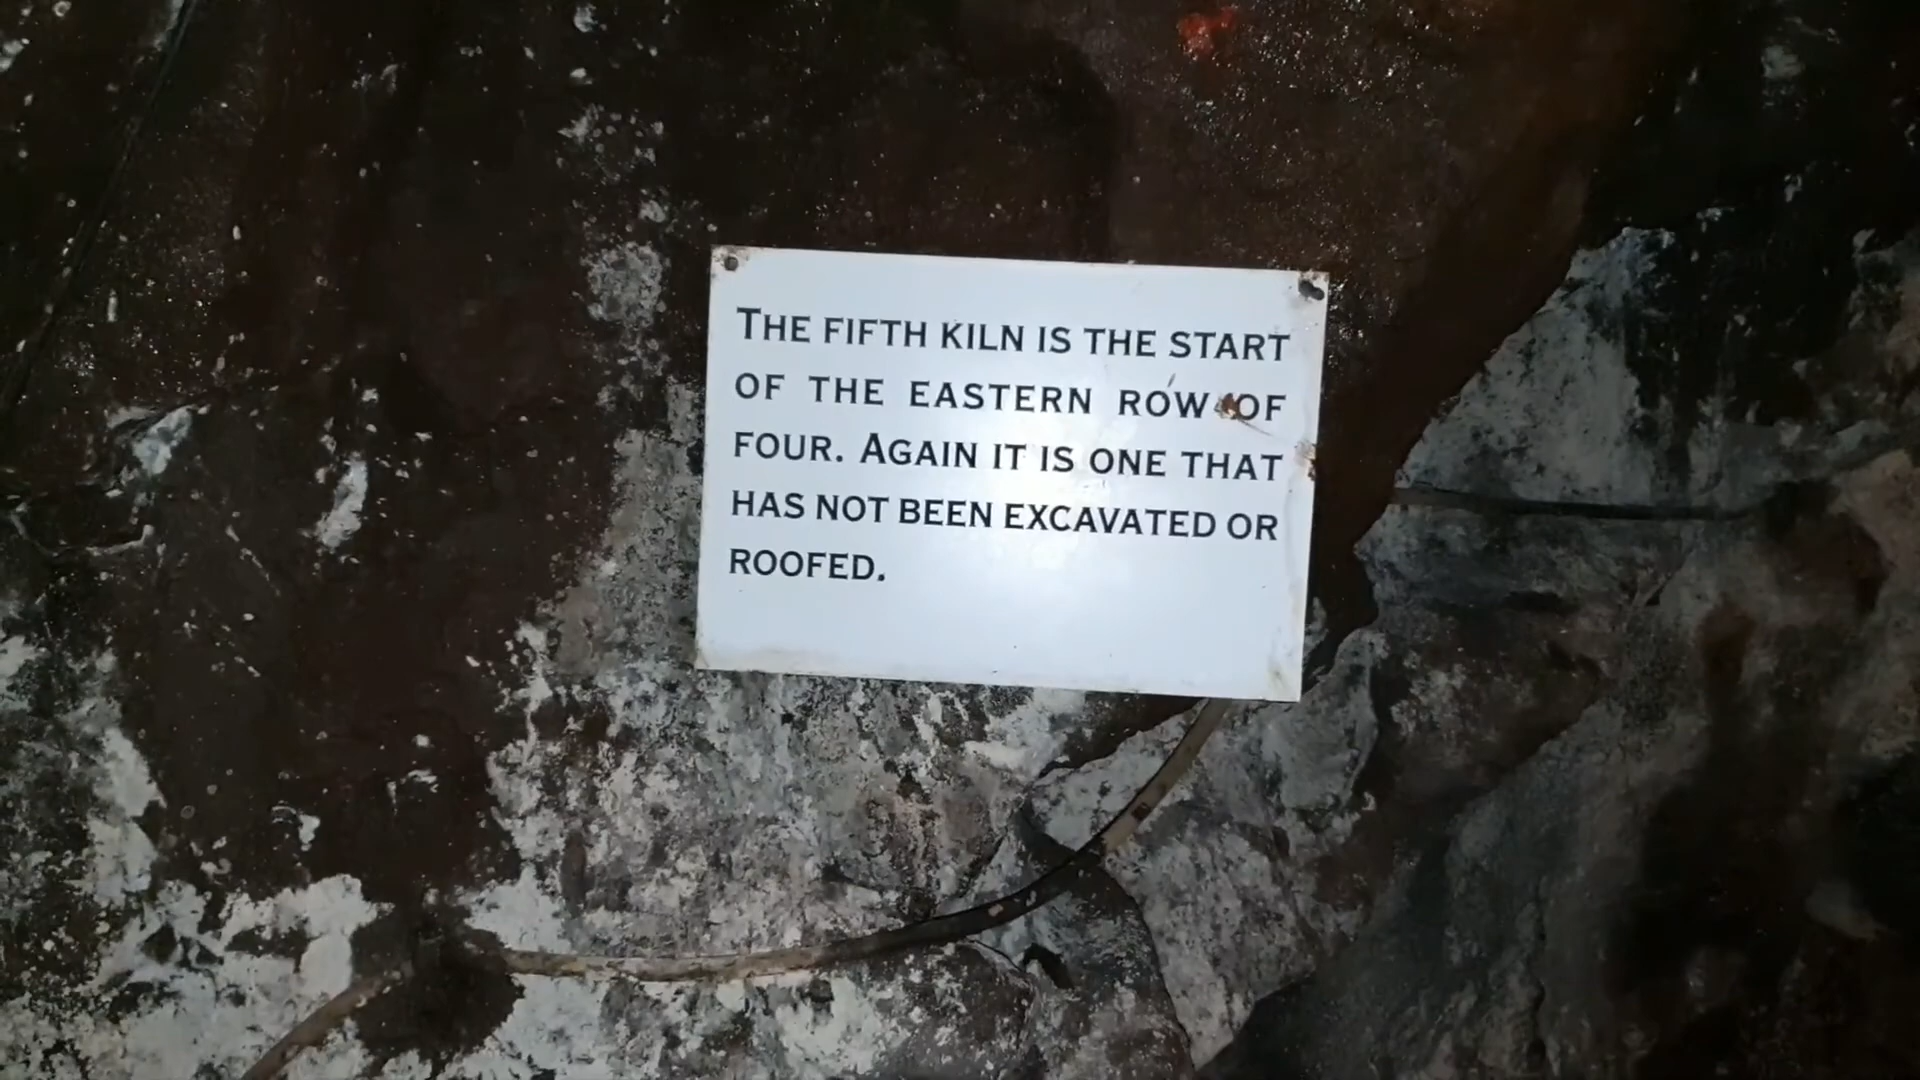 THE FIFTH KILN IS THE START
OF THE EASTERN ROW OF
FOUR. AGAIN IT IS ONE THAT
HAS NOT BEEN EXCAVATED OR
ROOFED.